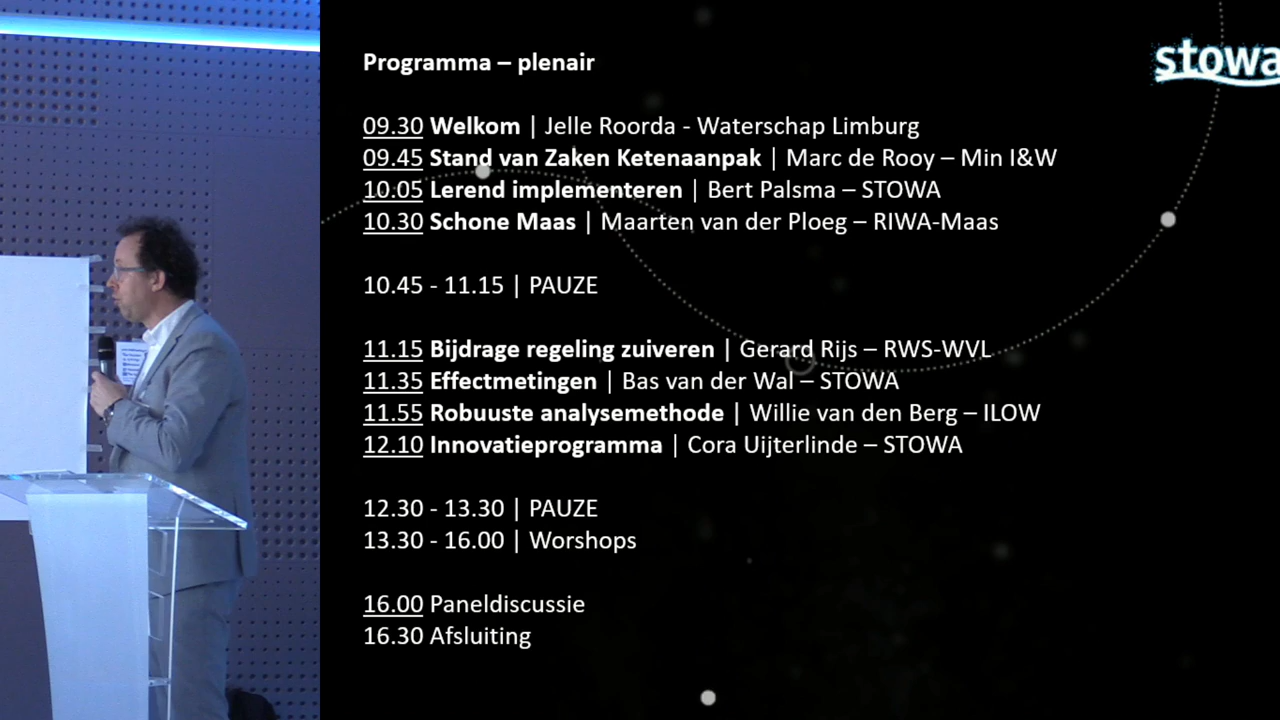 Programma – plenair
stowa
09.30 Welkom | Jelle Roorda - Waterschap Limburg
09.45 Stand van Zaken Ketenaanpak | Marc de Rooy – Min I&W
10.05 Lerend implementeren | Bert Palsma – STOWA
10.30 Schone Maas | Maarten van der Ploeg – RIWA-Maas
10.45 - 11.15 | PAUZE
11.15 Bijdrage regeling zuiveren | Gerard Rijs – RWS-WVL
11.35 Effectmetingen | Bas van der Wal – STOWA
11.55 Robuuste analysemethode | Willie van den Berg – ILOW
12.10 Innovatieprogramma | Cora Uijterlinde – STOWA
12.30 - 13.30 | PAUZE
13.30 - 16.00 | Worshops
16.00 Paneldiscussie
16.30 Afsluiting